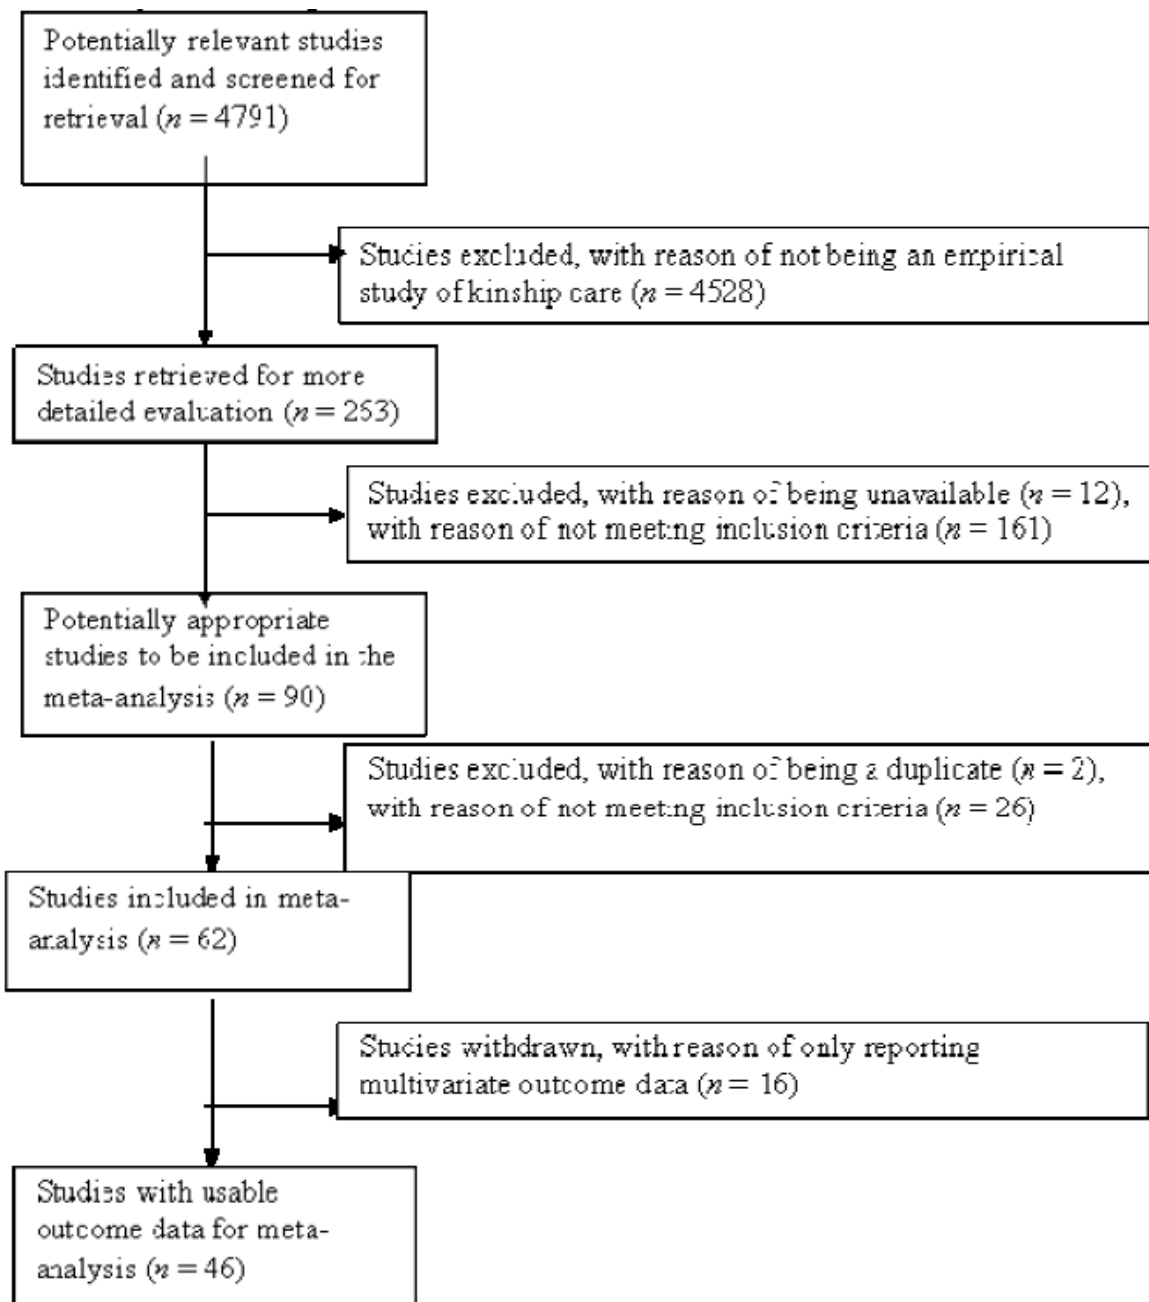 Potentially relevant studies
identified and screened for
retrieval (n = 4791)
Studies excluded, with reason of not being an empirical
study of kinship care (n = 4528)
Studies retrieved for more
detailed evaluation (n = 263)
Studies excluded, with reason of being unavailable (n = 12),
with reason of not meeting inclusion criteria (n = 161)
Potentially appropriate
studies to be included in the
meta-analysis (n = 90)
Studies excluded, with reason of being a duplicate (n = 2),
with reason of not meeting inclusion criteria (n = 26)
Studies included in meta-
analysis (n = 62)
Studies withdrawn, with reason of only reporting
multivariate outcome data (n = 16)
Studies with usable
outcome data for meta-
analysis (n = 46)